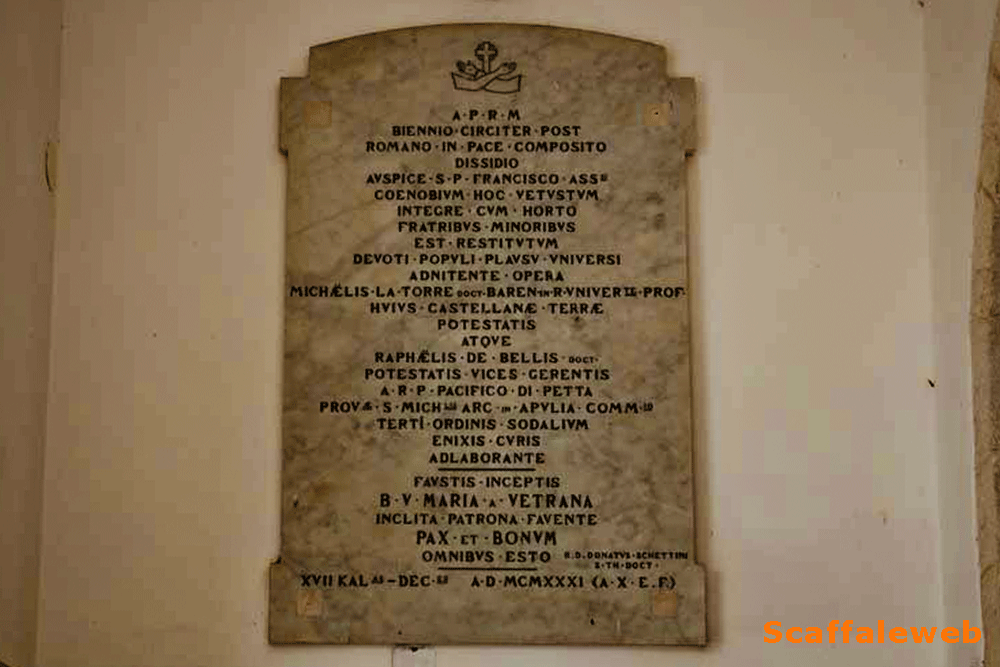 A·P·R·M
BIENNIO·CIRCITER·POST
ROMANO·IN·PACE·COMPOSITO
DISSIDIO
AVSPICE·S·P·FRANCISCO·ASS
COENOBIVM·HOC·VETVSTVM
INTEGRE·CVM·HORTO
FRATRIBVS·MINORIBVS
EST·RESTITVTVM
DEVOTI·POPVLI·PLAVSV·VNIVERSI
ADNITENTE·OPERA
MICHÆLIS·LA·TORRE DOCT·BAREN·IN·R·VNIVER·PROF·
HVIVS·CASTELLANÆ·TERRÆ
POTESTATIS
ATQVE
RAPHÆLIS·DE·BELLIS·DOCT·
POTESTATIS·VICES·GERENTIS
A·R·P·PACIFICO·DI·PETTA
PROV·S·MICH ARC·IN·APVLIA·COMM·
TERTI·ORDINIS·SODALIVM
ENIXIS·CVRIS
ADLABORANTE
FAVSTIS·INCEPTIS
B·V·MARIA·A·VETRANA
INCLITA·PATRONA·FAVENTE
PAX·ET·BONVM
OMNIBVS·ESTO
R.D.DONATVS·SCHETTINI
S·TH·DOCT·
XVII KAL–DEC· A·D·MCMXXXI (A·X·E.F.)
Scaffaleweb